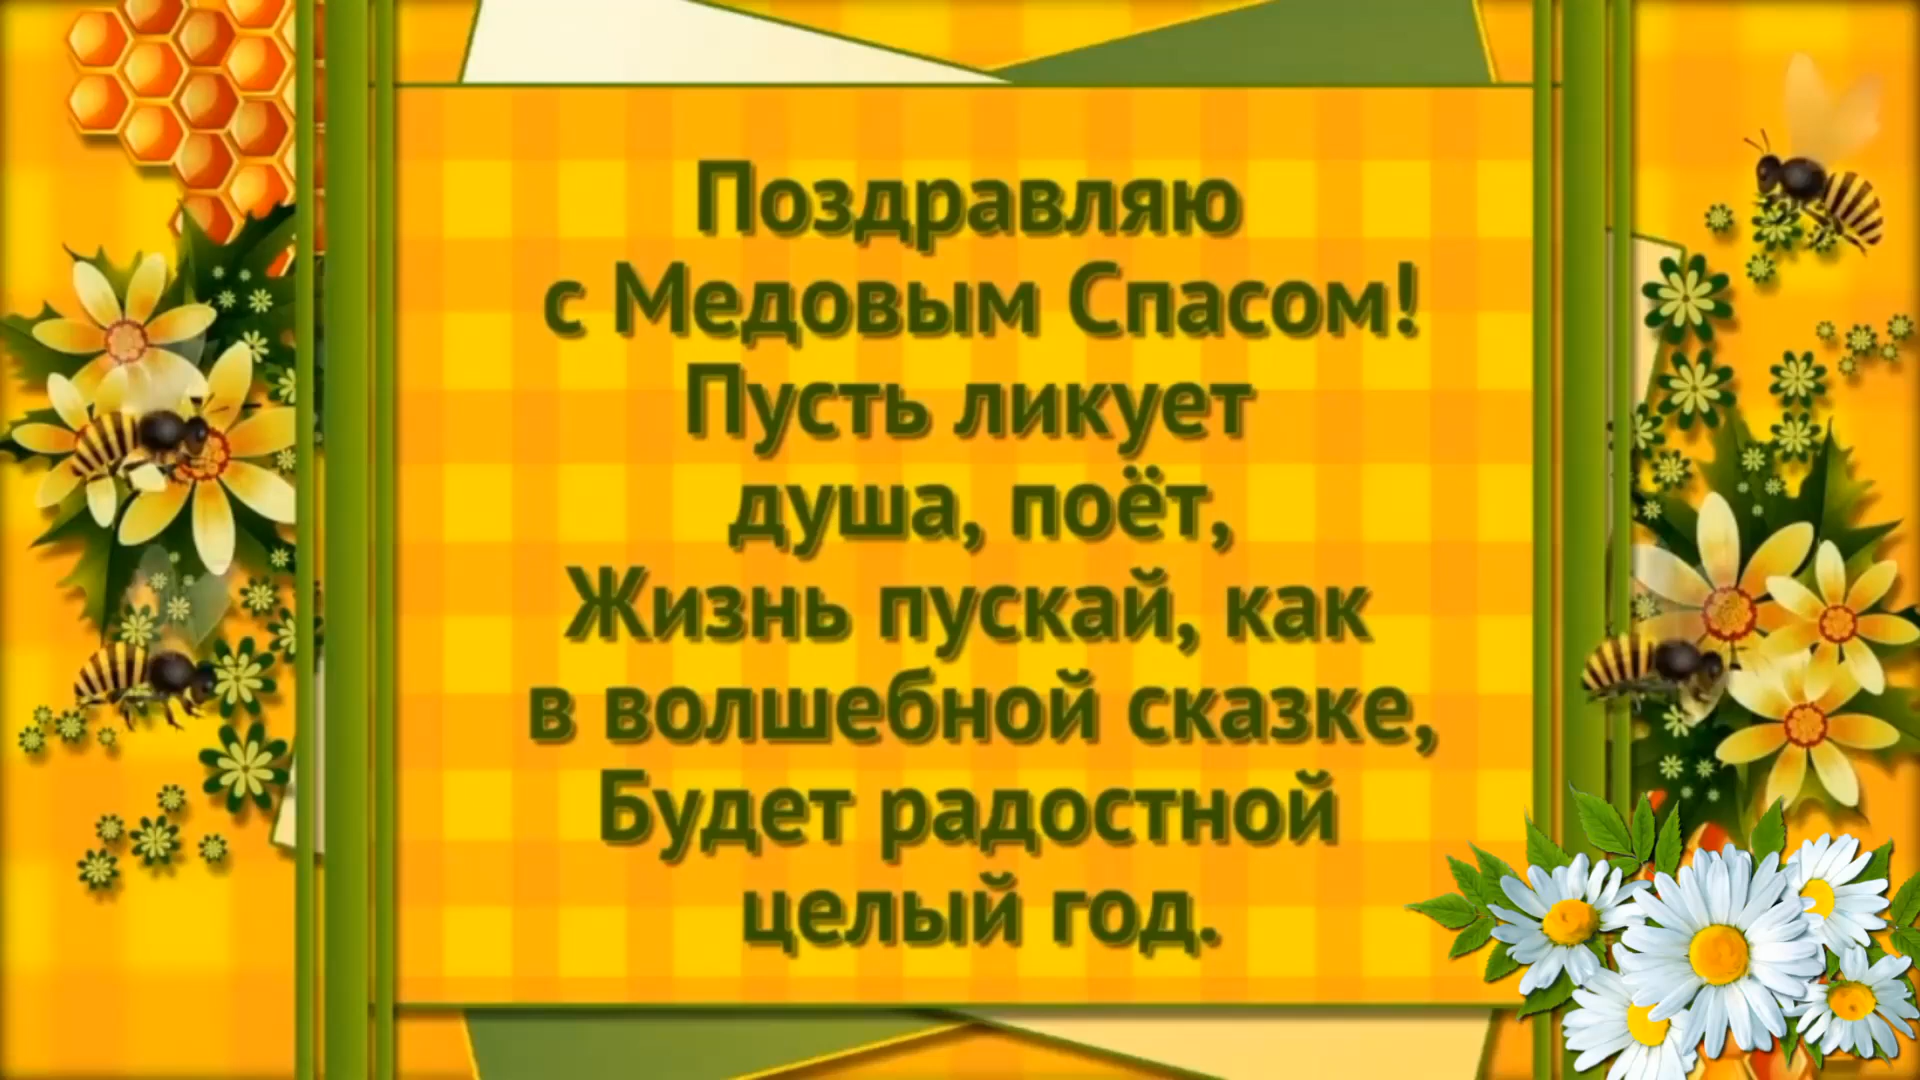 Поздравляю
с Медовым Спасом!
Пусть ликует
душа, поёт,
Жизнь пускай, как
в волшебной сказке,
Будет радостной
целый год.